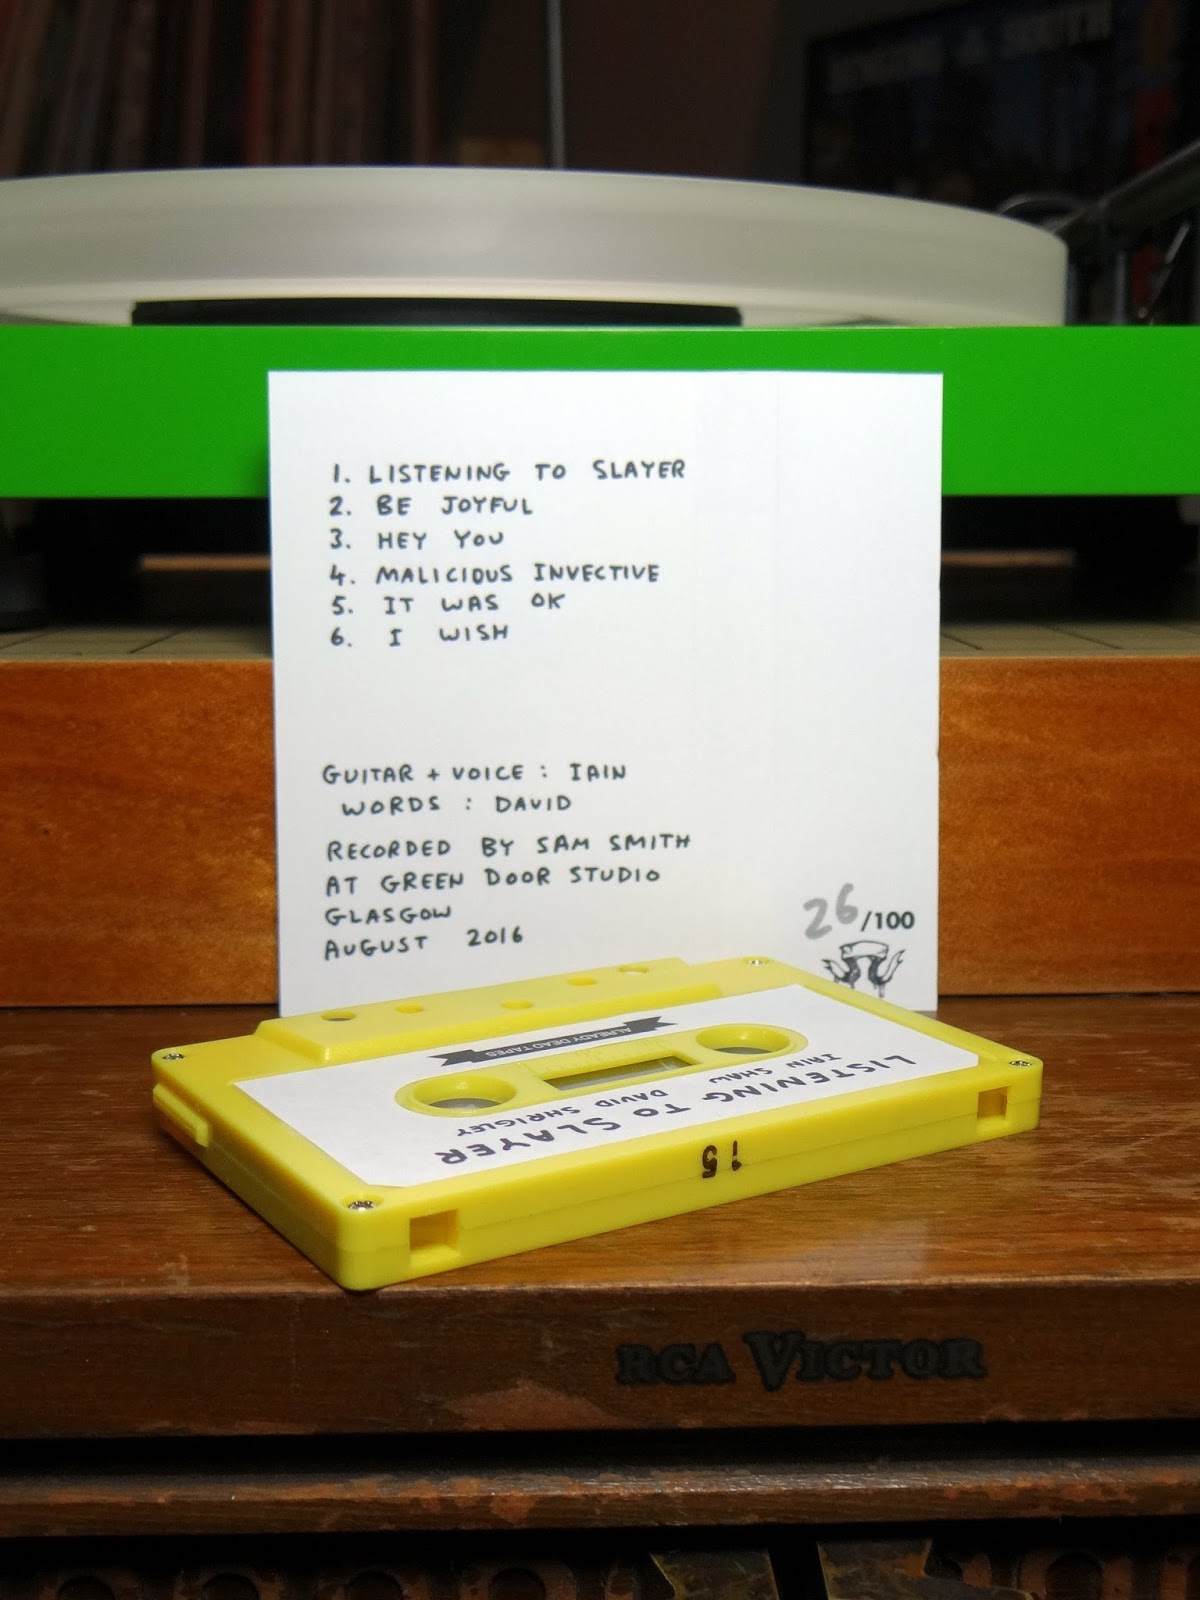 1. LISTENING TO SLAYER
2. BE JOYFUL
3. HEY YOU
4. MALICIOUS INVECTIVE
5. IT WAS OK
6. I WISH
GUITAR + VOICE : IAIN
WORDS : DAVID
RECORDED BY SAM SMITH
AT GREEN DOOR STUDIO
GLASGOW
AUGUST 2016
26/100
ALREADY DEAD TAPES
LISTENING TO SLAYER
IAIN SHAW DAVID SHRIGLEY
15
RCA VICTOR